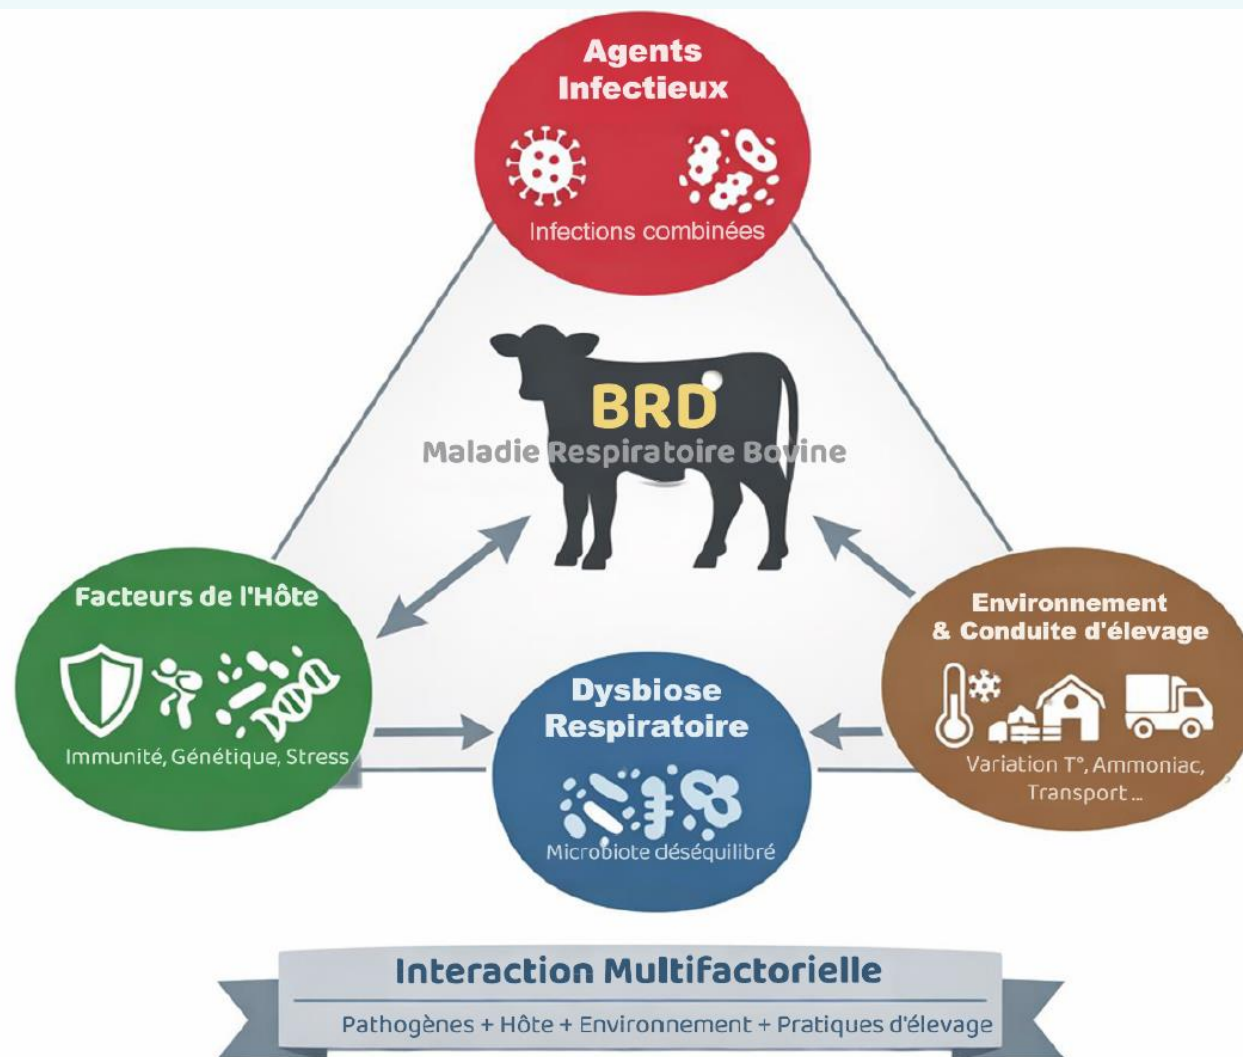 Agents
Infectieux
Infections combinées
BRD
Maladie Respiratoire Bovine
Facteurs de l'Hôte
Immunité, Génétique, Stress
Dysbiose
Respiratoire
Microbiote déséquilibré
Environnement
& Conduite d'élevage
Variation T°, Ammoniac,
Transport ...
Interaction Multifactorielle
Pathogènes + Hôte + Environnement + Pratiques d'élevage